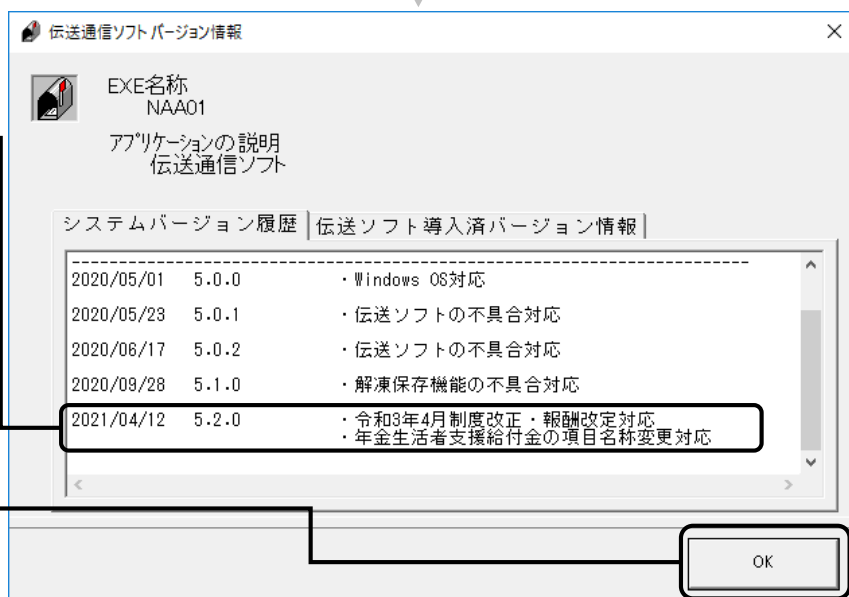 伝送通信ソフト バージョン情報
EXE名称
NAA01
アプリケーションの説明
伝送通信ソフト
システムバージョン履歴 伝送ソフト導入済バージョン情報
--------------------------------------------------------------------------
2020/05/01 5.0.0 ・Windows OS対応
2020/05/23 5.0.1 ・伝送ソフトの不具合対応
2020/06/17 5.0.2 ・伝送ソフトの不具合対応
2020/09/28 5.1.0 ・解凍保存機能の不具合対応
2021/04/12 5.2.0 ・令和3年4月制度改正・報酬改定対応
・年金生活者支援給付金の項目名称変更対応
OK